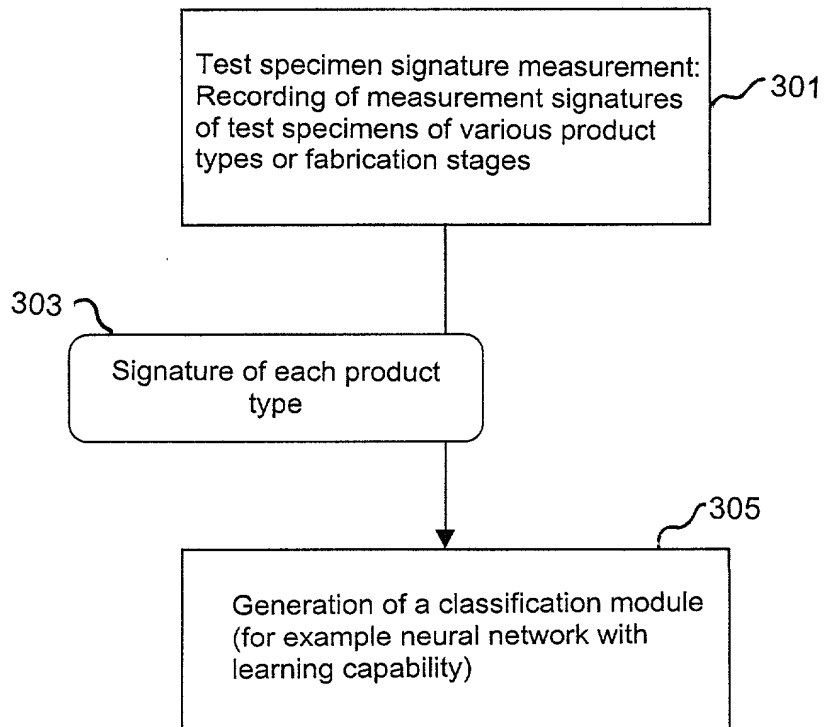 Test specimen signature measurement:
Recording of measurement signatures
of test specimens of various product
types or fabrication stages
301
303
Signature of each product
type
305
Generation of a classification module
(for example neural network with
learning capability)